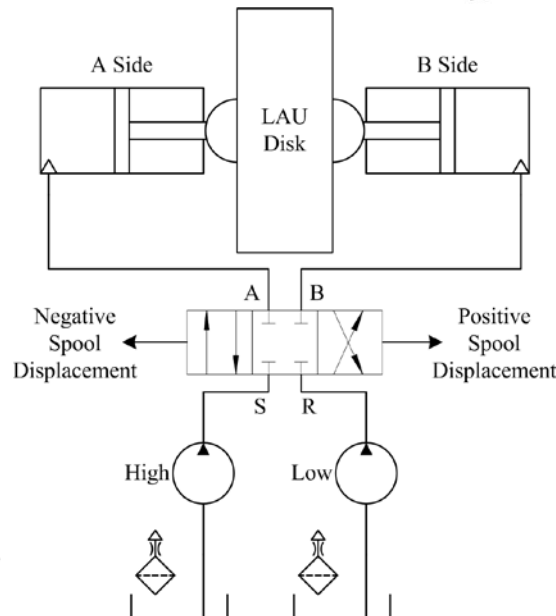 A Side
B Side
LAU
Disk
A
B
Negative
Spool
Displacement
Positive
Spool
Displacement
S
R
High
Low